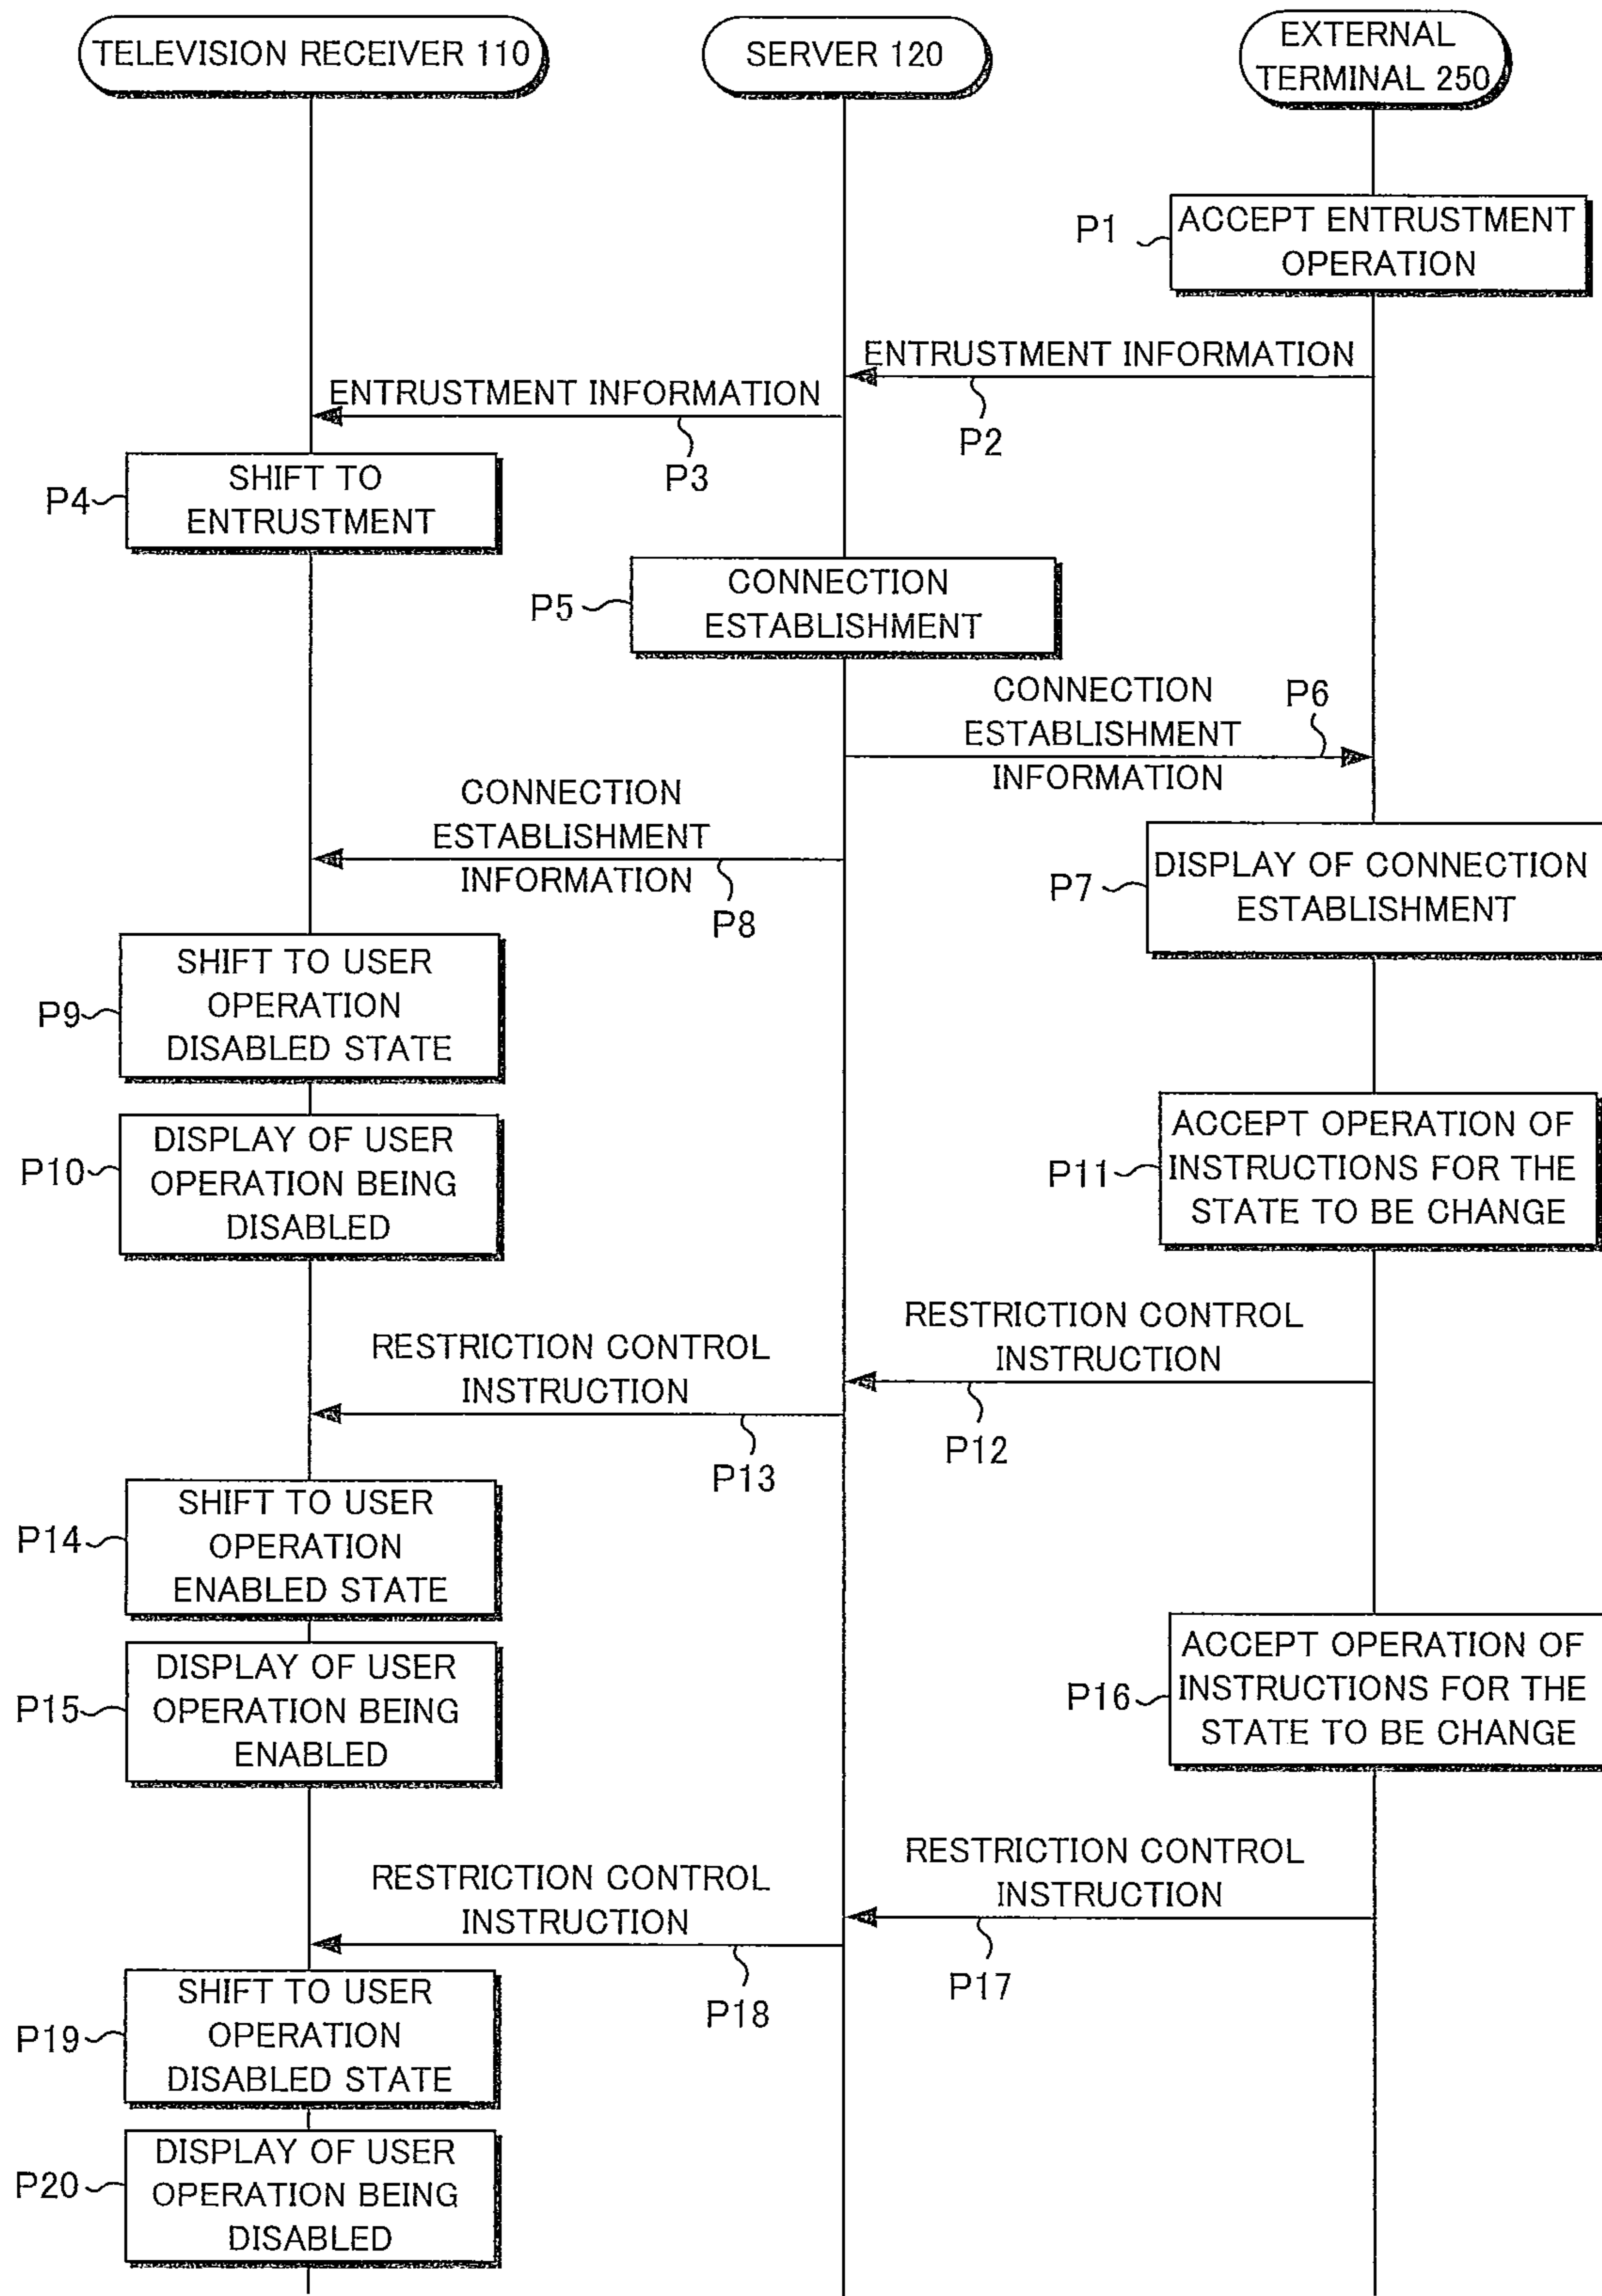 TELEVISION RECEIVER 110
SERVER 120
EXTERNAL
TERMINAL 250
P1
ACCEPT ENTRUSTMENT
OPERATION
ENTRUSTMENT INFORMATION
P2
ENTRUSTMENT INFORMATION
P3
P4
SHIFT TO
ENTRUSTMENT
P5
CONNECTION
ESTABLISHMENT
CONNECTION
ESTABLISHMENT
INFORMATION
P6
P7
DISPLAY OF CONNECTION
ESTABLISHMENT
CONNECTION
ESTABLISHMENT
INFORMATION
P8
P9
SHIFT TO USER
OPERATION
DISABLED STATE
P10
DISPLAY OF USER
OPERATION BEING
DISABLED
P11
ACCEPT OPERATION OF
INSTRUCTIONS FOR THE
STATE TO BE CHANGE
RESTRICTION CONTROL
INSTRUCTION
P12
RESTRICTION CONTROL
INSTRUCTION
P13
P14
SHIFT TO USER
OPERATION
ENABLED STATE
P15
DISPLAY OF USER
OPERATION BEING
ENABLED
P16
ACCEPT OPERATION OF
INSTRUCTIONS FOR THE
STATE TO BE CHANGE
RESTRICTION CONTROL
INSTRUCTION
P17
RESTRICTION CONTROL
INSTRUCTION
P18
P19
SHIFT TO USER
OPERATION
DISABLED STATE
P20
DISPLAY OF USER
OPERATION BEING
DISABLED